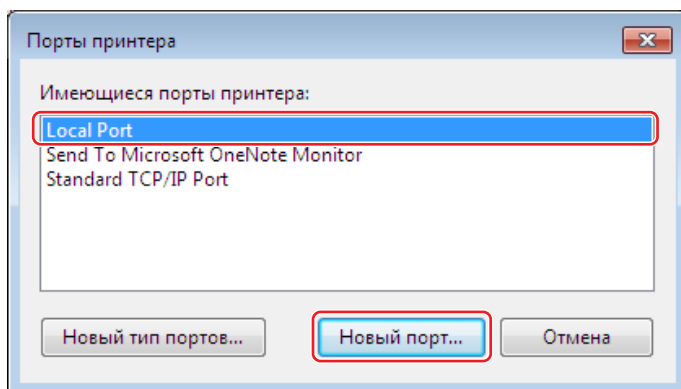 Порты принтера
Имеющиеся порты принтера:
Local Port
Send To Microsoft OneNote Monitor
Standard TCP/IP Port
Новый тип портов... Новый порт... Отмена